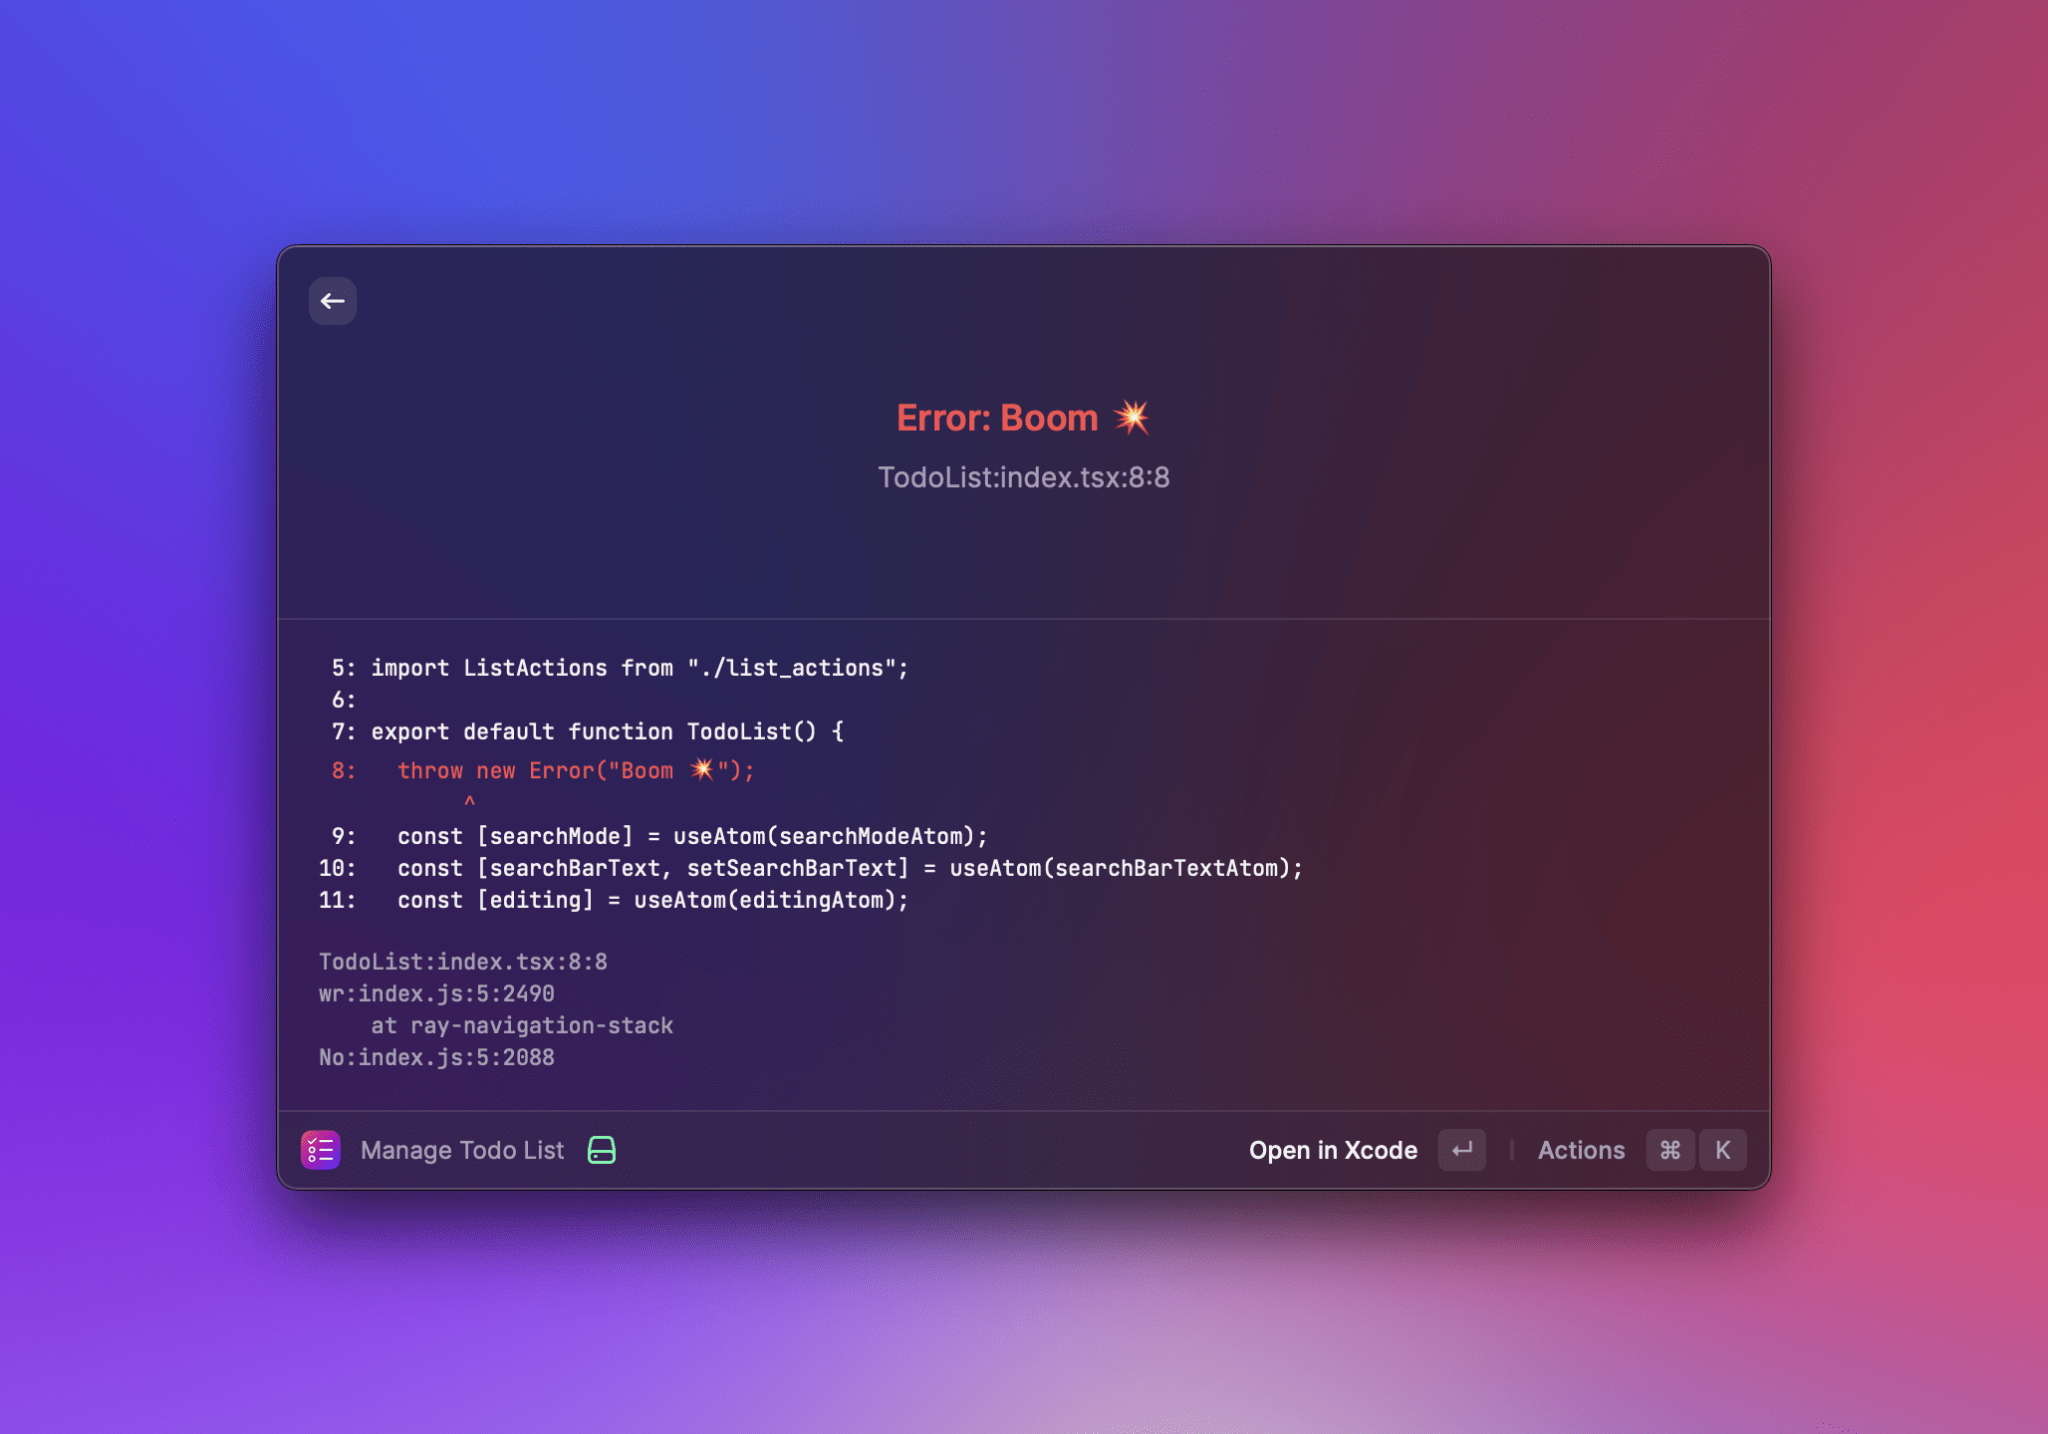 Error: Boom 💥
TodoList:index.tsx:8:8
5: import ListActions from "./list_actions";
6:
7: export default function TodoList() {
8:   throw new Error("Boom 💥");
^
9:   const [searchMode] = useAtom(searchModeAtom);
10:   const [searchBarText, setSearchBarText] = useAtom(searchBarTextAtom);
11:   const [editing] = useAtom(editingAtom);
TodoList:index.tsx:8:8
wr:index.js:5:2490
    at ray-navigation-stack
No:index.js:5:2088
Manage Todo List
Open in Xcode ↵ | Actions ⌘ K